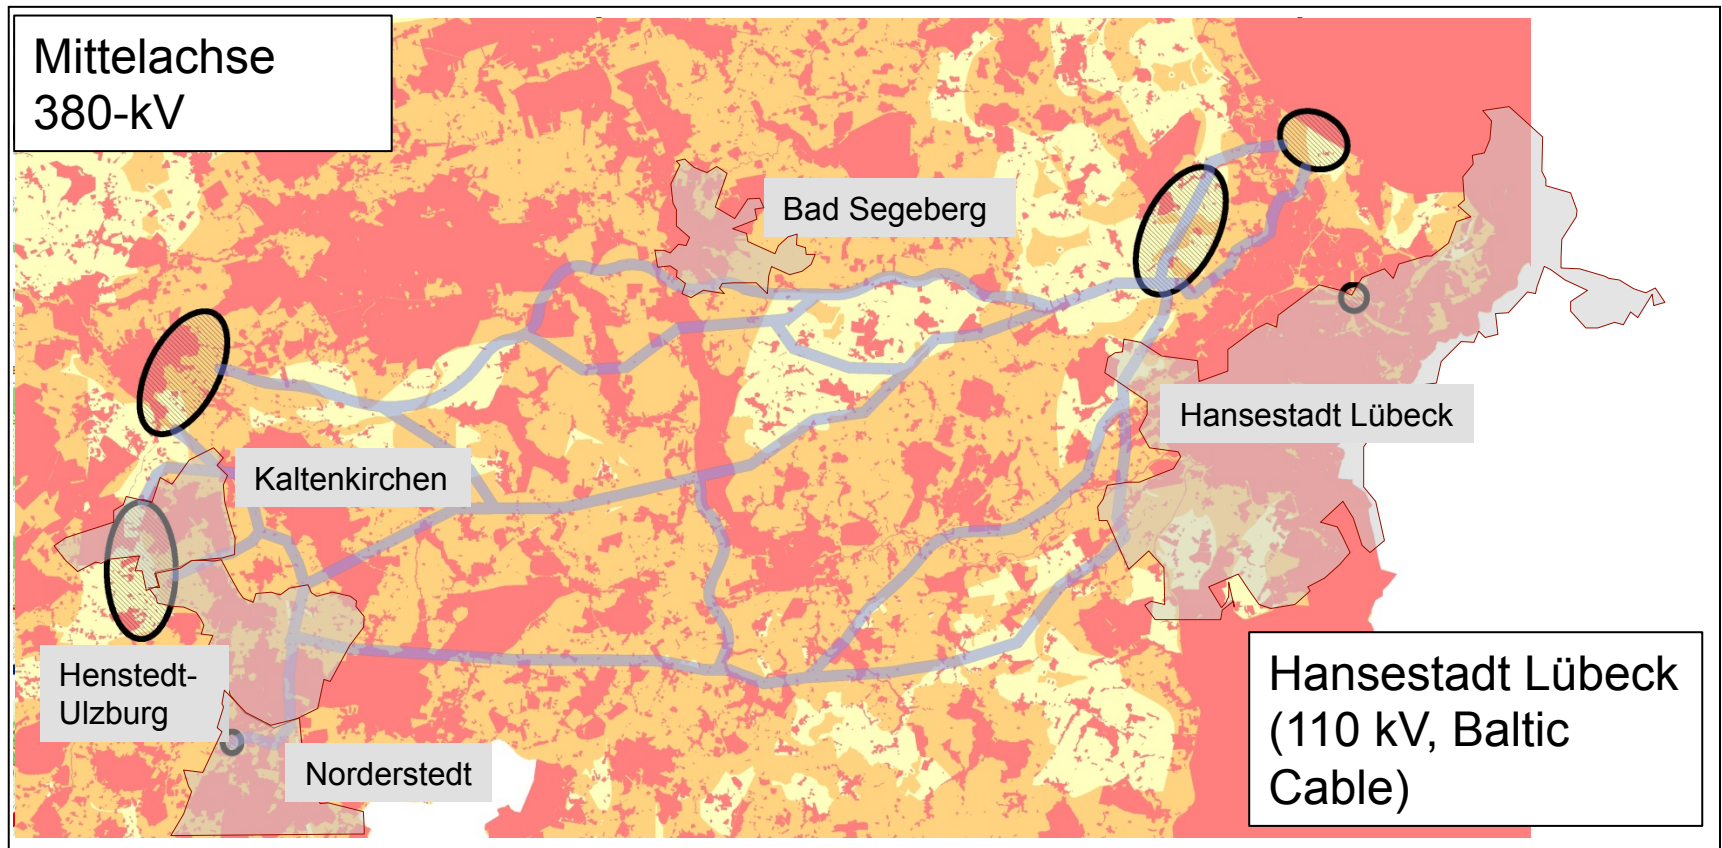 Mittelachse
380-kV
Bad Segeberg
Hansestadt Lübeck
Kaltenkirchen
Henstedt-
Ulzburg
Norderstedt
Hansestadt Lübeck
(110 kV, Baltic
Cable)